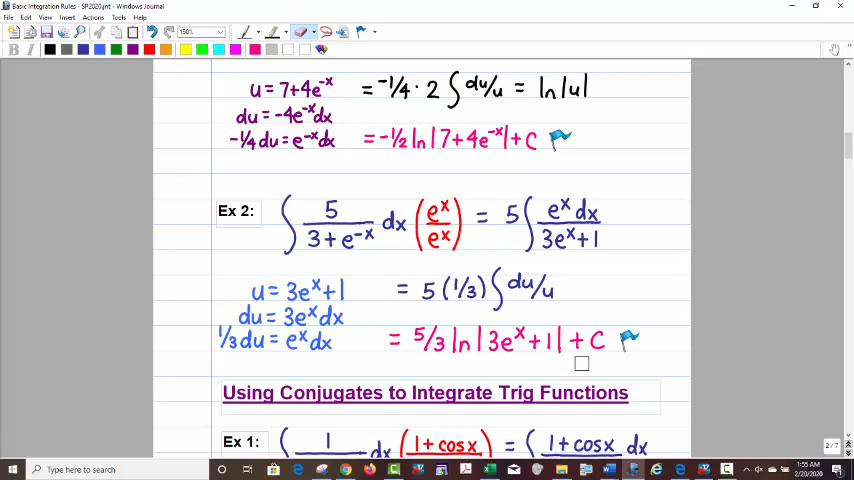 Basic Integration Rules - SP2020.jnt - Windows Journal
File Edit View Insert Actions Tools Help
150%
B I
u = 7+4e^-x = -1/4 · 2 ∫ du/u = ln|u|
du = -4e^-x dx
-1/4 du = e^-x dx = -1/2 ln|7+4e^-x| + C
Ex 2: ∫ 5/(3+e^-x) dx (e^x/e^x) = 5 ∫ e^x dx/(3e^x+1)
u = 3e^x+1 = 5 (1/3) ∫ du/u
du = 3e^x dx
1/3 du = e^x dx = 5/3 ln|3e^x+1| + C
Using Conjugates to Integrate Trig Functions
Ex 1: ∫ 1 dx (1+cosx = ∫ 1+cosx dx
2/7
Type here to search
1:55 AM
2/20/2020